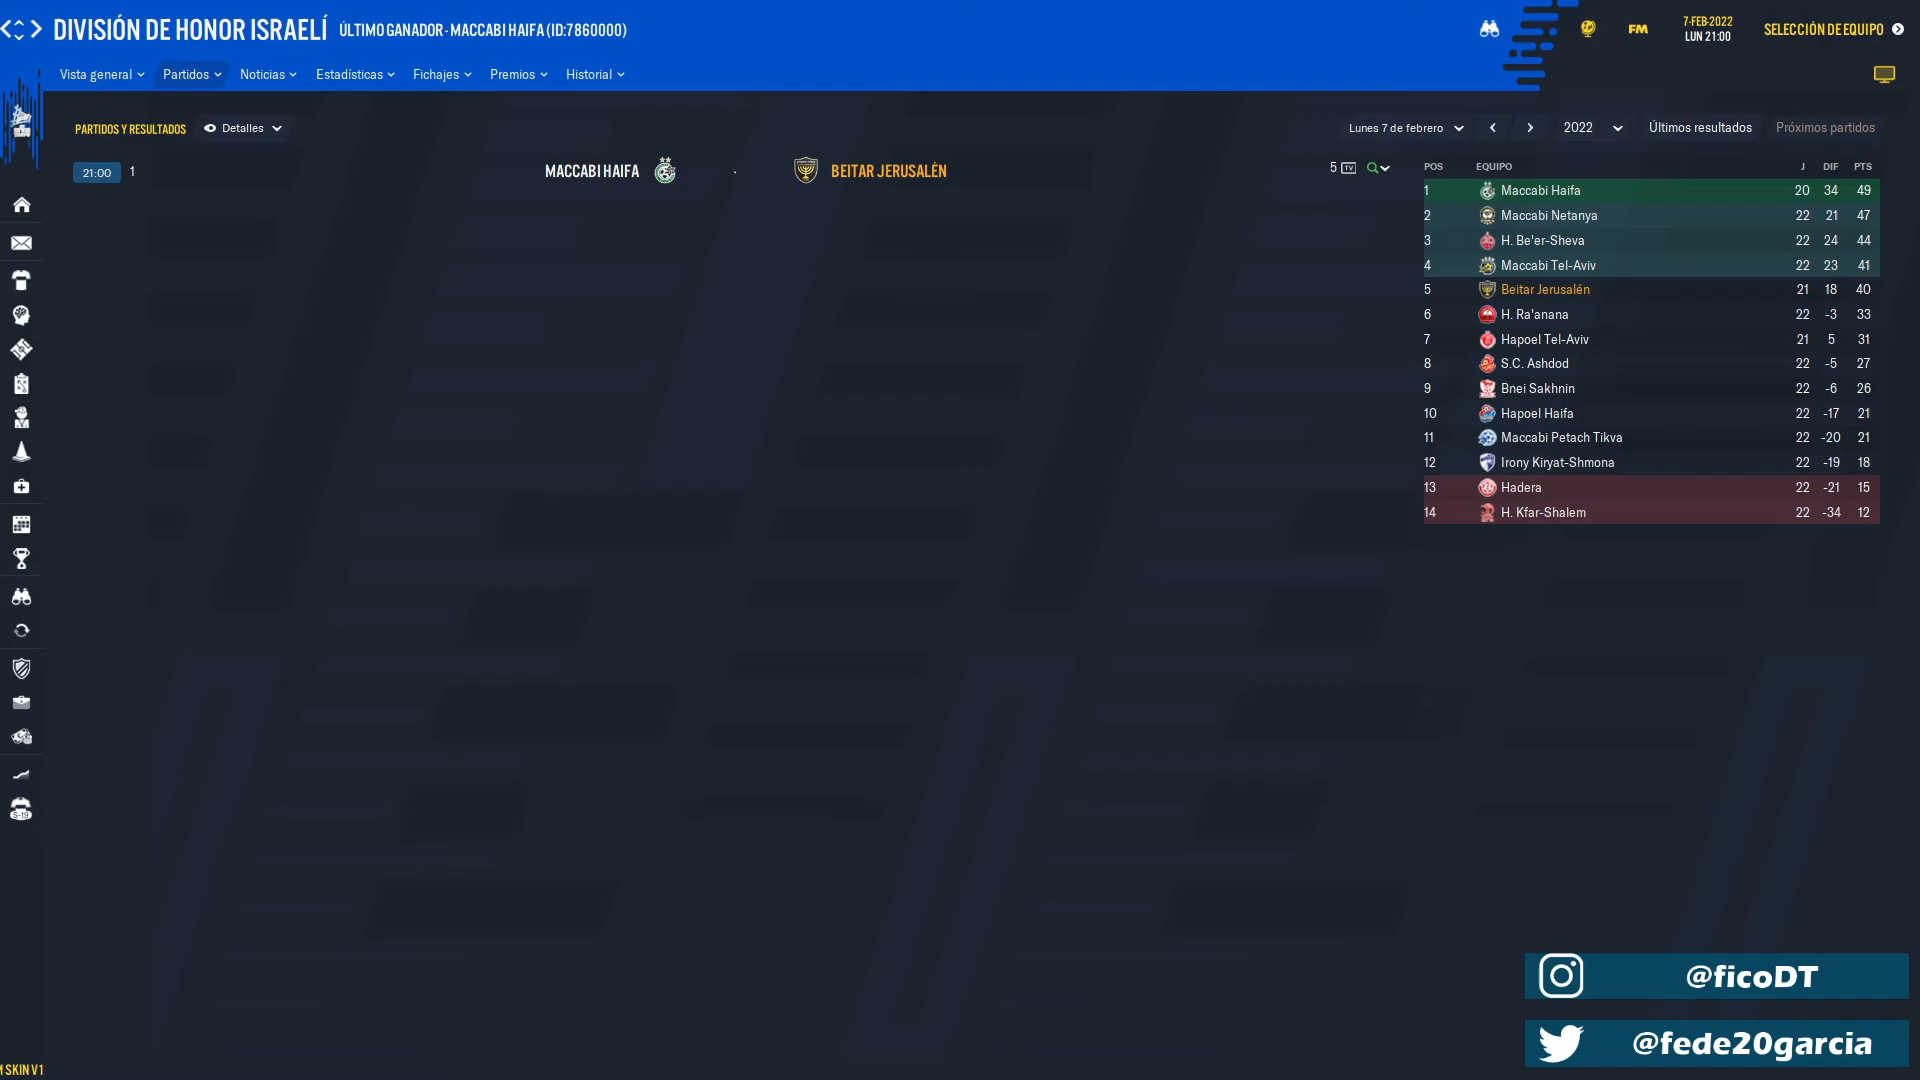 DIVISIÓN DE HONOR ISRAELÍ ÚLTIMO GANADOR - MACCABI HAIFA (ID:7860000)
FM
7-FEB-2022
LUN 21:00
SELECCIÓN DE EQUIPO
Vista general Partidos Noticias Estadísticas Fichajes Premios Historial
PARTIDOS Y RESULTADOS Detalles
Lunes 7 de febrero 2022 Últimos resultados Próximos partidos
21:00 1 MACCABI HAIFA - BEITAR JERUSALÉN 5 TV
POS EQUIPO J DIF PTS
1 Maccabi Haifa 20 34 49
2 Maccabi Netanya 22 21 47
3 H. Be'er-Sheva 22 24 44
4 Maccabi Tel-Aviv 22 23 41
5 Beitar Jerusalén 21 18 40
6 H. Ra'anana 22 -3 33
7 Hapoel Tel-Aviv 21 5 31
8 S.C. Ashdod 22 -5 27
9 Bnei Sakhnin 22 -6 26
10 Hapoel Haifa 22 -17 21
11 Maccabi Petach Tikva 22 -20 21
12 Irony Kiryat-Shmona 22 -19 18
13 Hadera 22 -21 15
14 H. Kfar-Shalem 22 -34 12
S-19
@ficoDT
@fede20garcia
SKIN V1